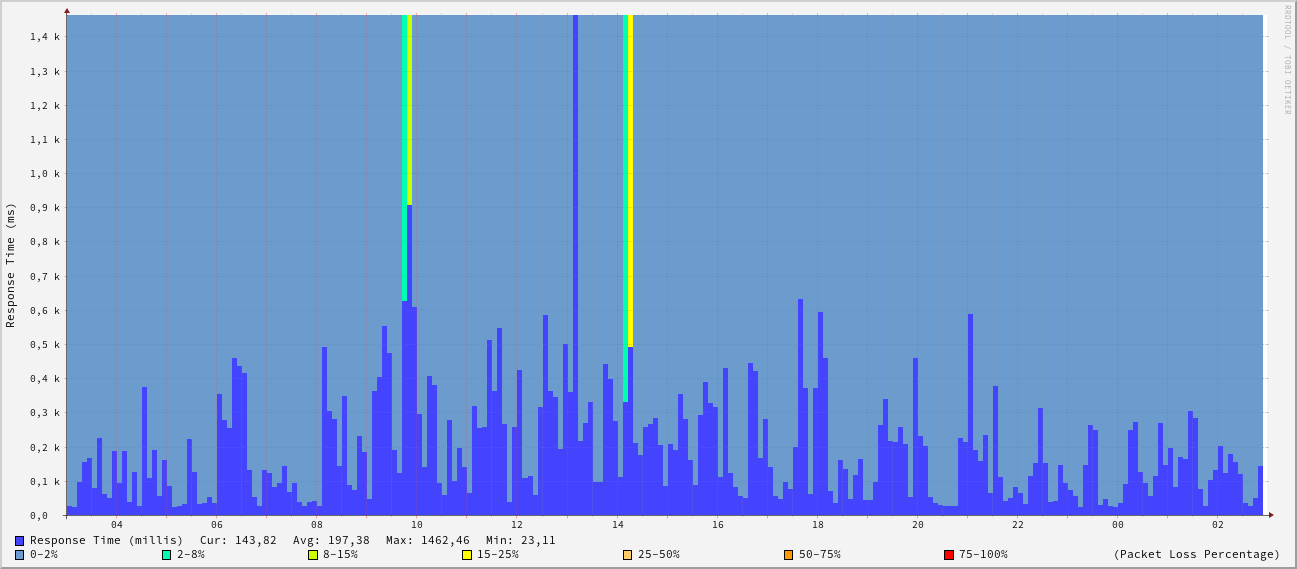 RRDTOOL / TOBI OETIKER
Response Time (ms)
1,4 k
1,3 k
1,2 k
1,1 k
1,0 k
0,9 k
0,8 k
0,7 k
0,6 k
0,5 k
0,4 k
0,3 k
0,2 k
0,1 k
0,0
04 06 08 10 12 14 16 18 20 22 00 02
Response Time (millis) Cur: 143,82 Avg: 197,38 Max: 1462,46 Min: 23,11
0-2% 2-8% 8-15% 15-25% 25-50% 50-75% 75-100% (Packet Loss Percentage)